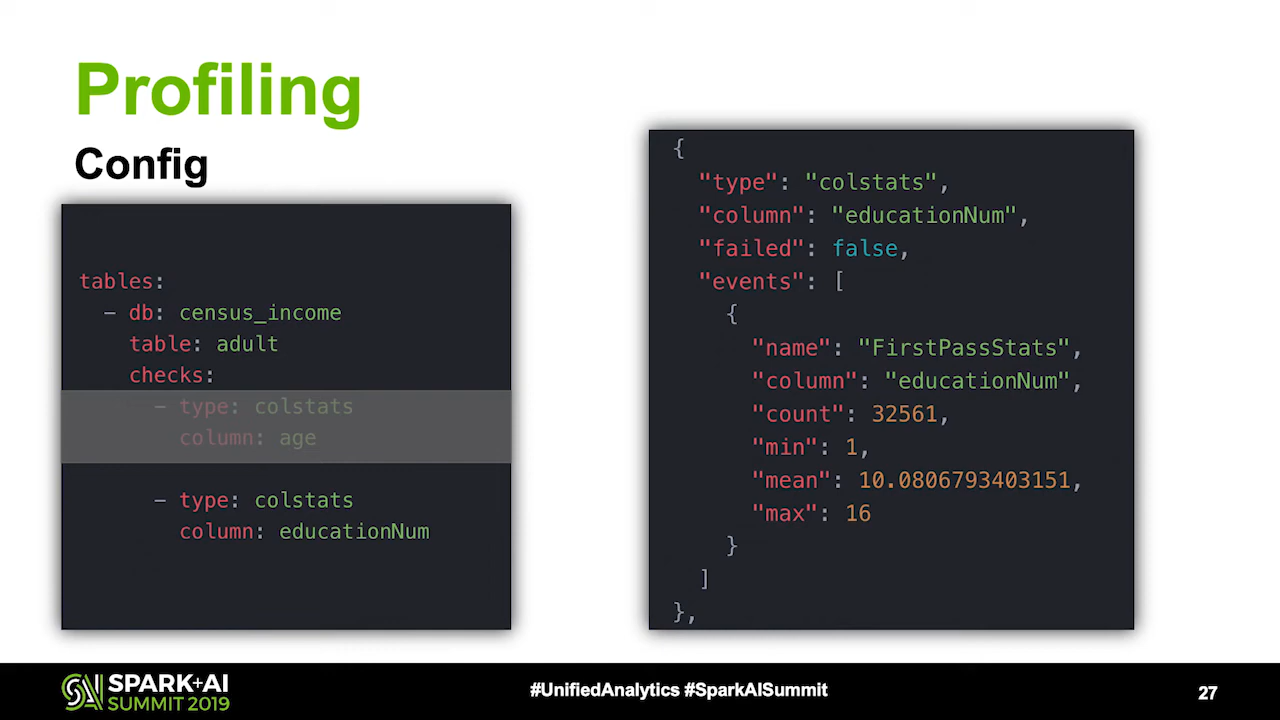 Profiling
Config
tables:
- db: census_income
table: adult
checks:
- type: colstats
column: age
- type: colstats
column: educationNum
{
"type": "colstats",
"column": "educationNum",
"failed": false,
"events": [
{
"name": "FirstPassStats",
"column": "educationNum",
"count": 32561,
"min": 1,
"mean": 10.0806793403151,
"max": 16
}
]
},
SPARK+AI
SUMMIT 2019
#UnifiedAnalytics #SparkAISummit
27